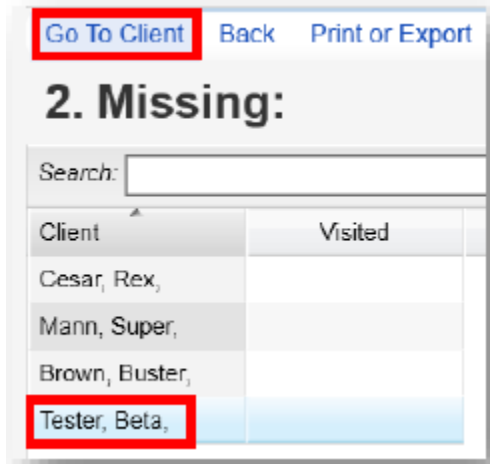 Go To Client Back Print or Export
2. Missing:
Search:
Client Visited
Cesar, Rex,
Mann, Super,
Brown, Buster,
Tester, Beta,